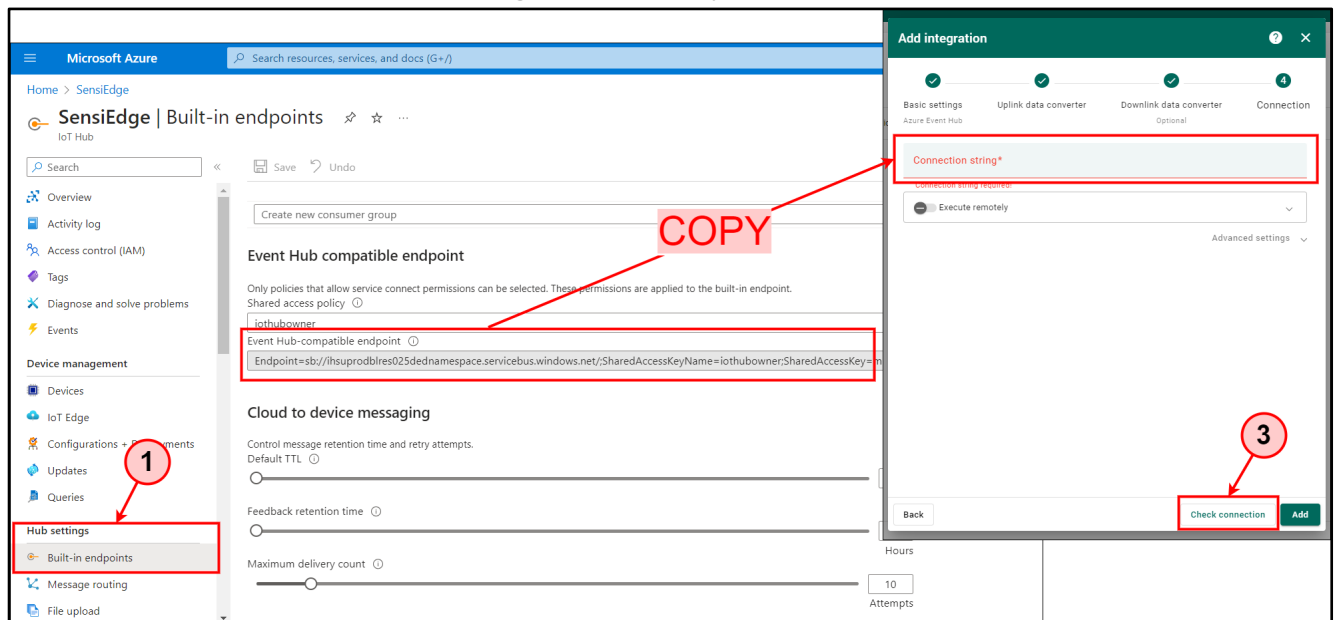 Microsoft Azure
Search resources, services, and docs (G+/)
Home > SensiEdge
SensiEdge | Built-in endpoints
IoT Hub
Search
Save
Undo
Overview
Activity log
Access control (IAM)
Tags
Diagnose and solve problems
Events
Device management
Devices
IoT Edge
Updates
Queries
Hub settings
Built-in endpoints
Message routing
File upload
1
Create new consumer group
Event Hub compatible endpoint
Only policies that allow service connect permissions can be selected. These permissions are applied to the built-in endpoint.
Shared access policy
iothubowner
Event Hub-compatible endpoint
Endpoint=sb://ihsuprodblres025dednamespace.servicebus.windows.net/;SharedAccessKeyName=iothubowner;SharedAccessKey=m
Cloud to device messaging
Control message retention time and retry attempts.
Default TTL
Feedback retention time
Hours
Maximum delivery count
10
Attempts
COPY
Add integration
4
Basic settings
Azure Event Hub
Uplink data converter
Downlink data converter
Optional
Connection
Connection string*
Connection string required!
Execute remotely
Advanced settings
3
Back
Check connection
Add